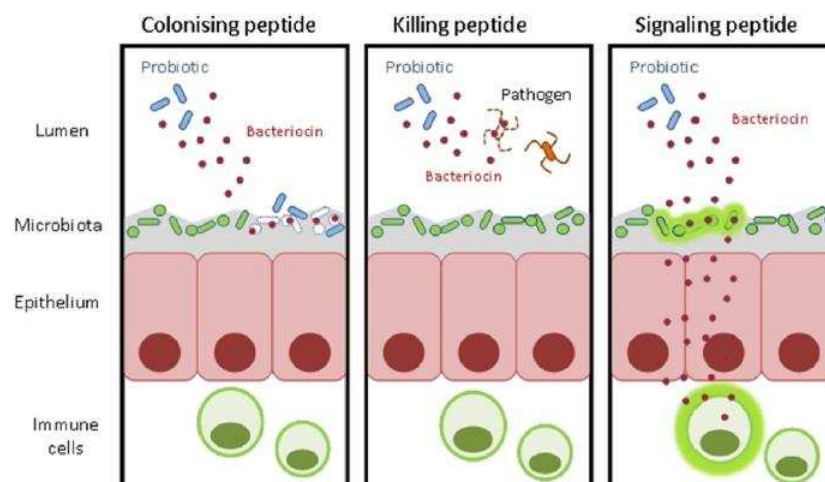 Colonising peptide
Killing peptide
Signaling peptide
Probiotic
Probiotic
Probiotic
Pathogen
Lumen
Bacteriocin
Bacteriocin
Bacteriocin
Microbiota
Epithelium
Immune
cells